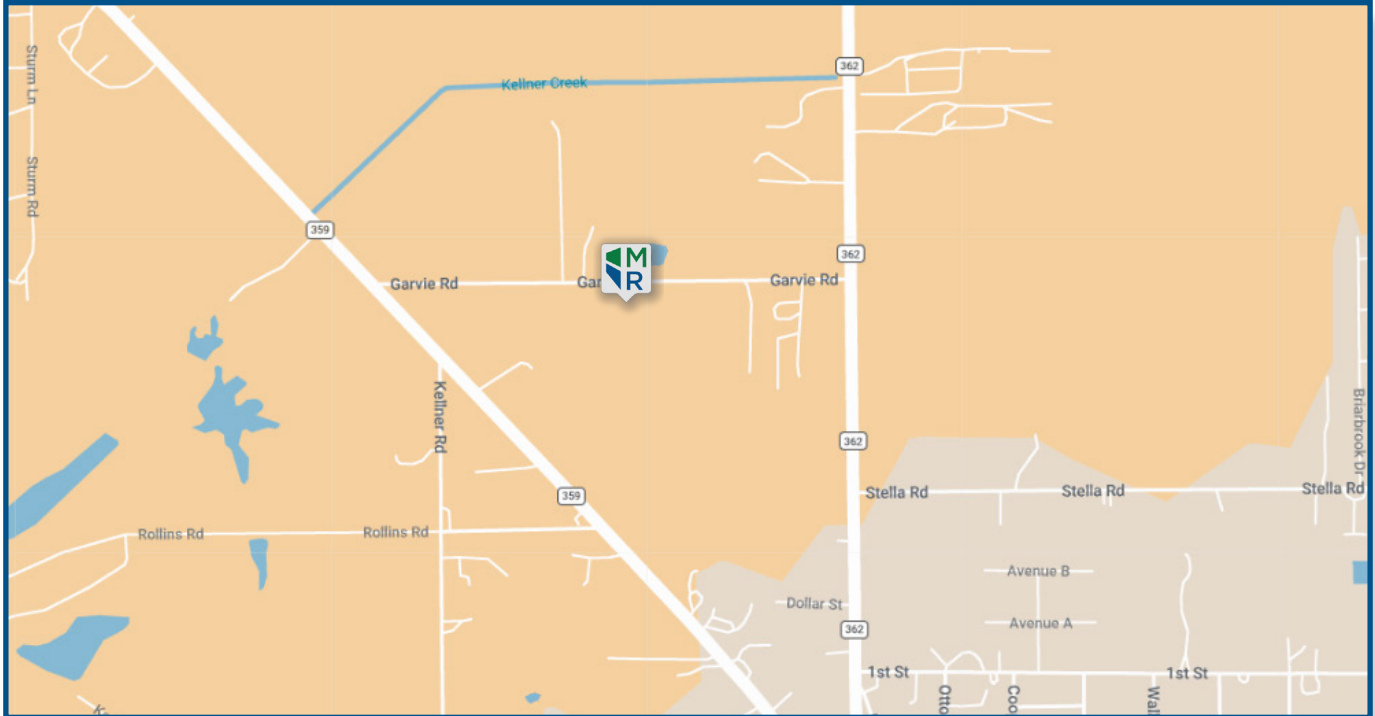 Sturm Ln
362
Kellner Creek
Sturm Rd
359
362
M
R
Garvie Rd
Garvie Rd
Kellner Rd
362
Briarbrook Dr
359
Stella Rd
Stella Rd
Stella Rd
Rollins Rd
Rollins Rd
Avenue B
Dollar St
Avenue A
362
1st St
1st St
Otto